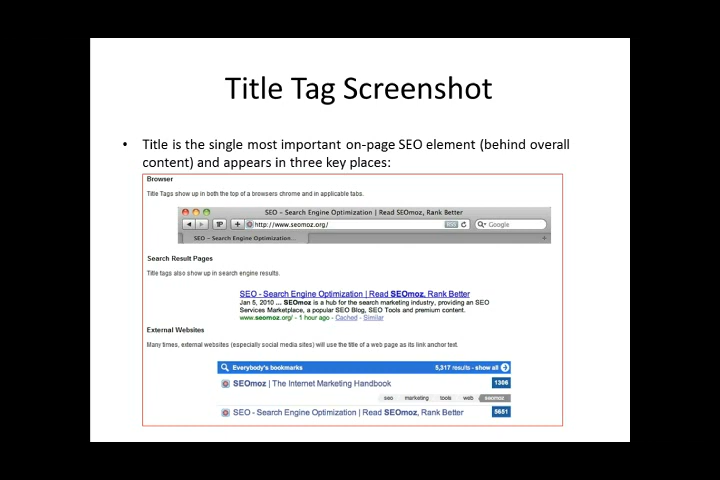 Title Tag Screenshot
• Title is the single most important on-page SEO element (behind overall
content) and appears in three key places:
Browser
Title Tags show up in both the top of a browsers chrome and in applicable tabs.
SEO - Search Engine Optimization | Read SEOmoz, Rank Better
http://www.seomoz.org/
Google
SEO - Search Engine Optimization...
Search Result Pages
Title tags also show up in search engine results.
SEO - Search Engine Optimization | Read SEOmoz, Rank Better
Jan 5, 2010 ... SEOmoz is a hub for the search marketing industry, providing an SEO
Services Marketplace, a popular SEO Blog, SEO Tools and premium content.
www.seomoz.org/ - 1 hour ago - Cached - Similar
External Websites
Many times, external websites (especially social media sites) will use the title of a web page as its link anchor text.
Everybody's bookmarks 5,317 results - show all
SEOmoz | The Internet Marketing Handbook 1306
seo marketing tools web seomoz
SEO - Search Engine Optimization | Read SEOmoz, Rank Better 5651